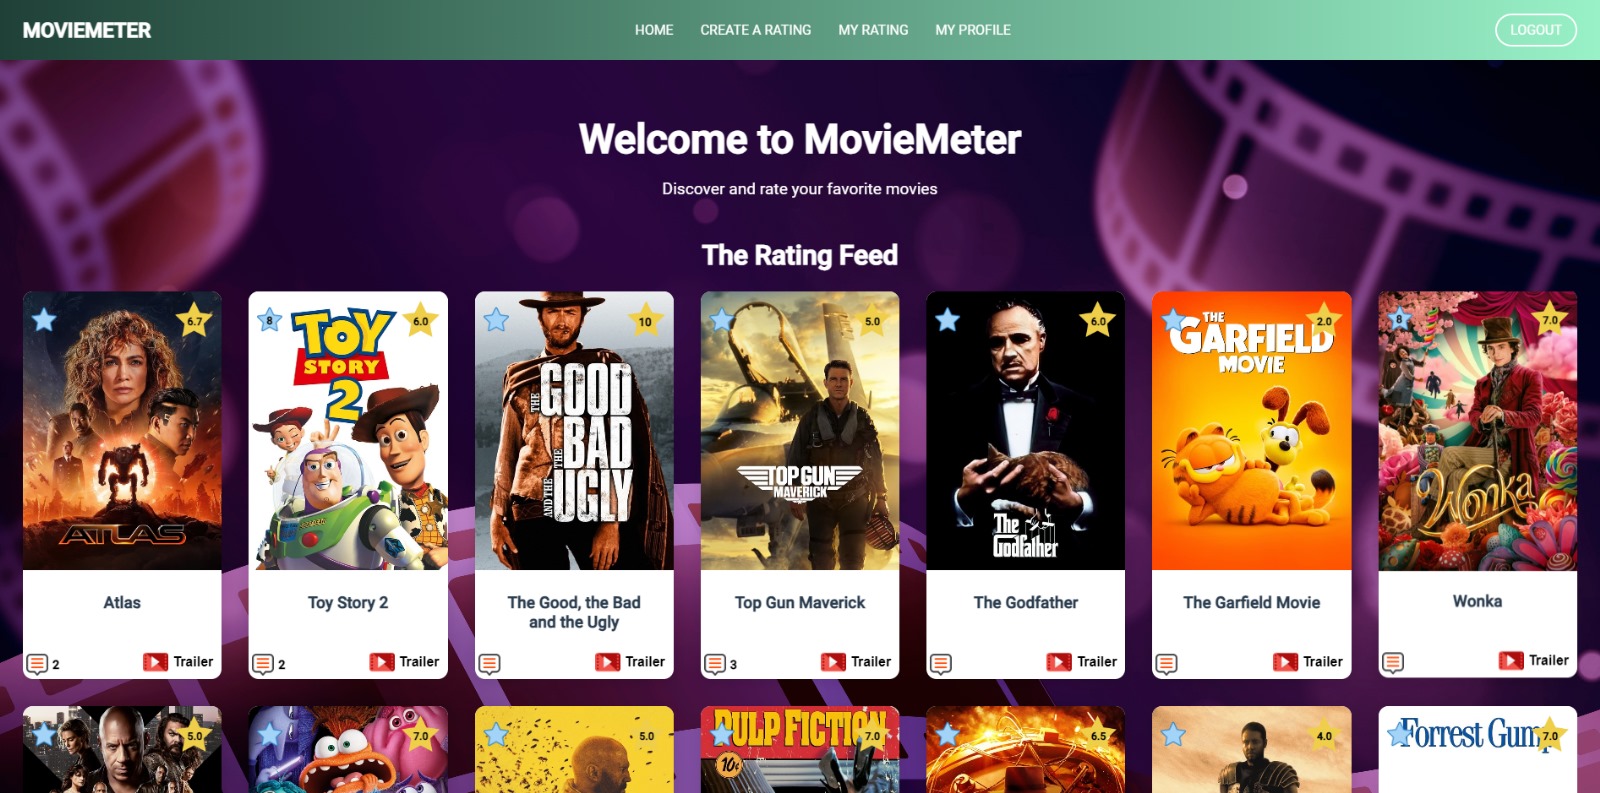 MOVIEMETER
HOME CREATE A RATING MY RATING MY PROFILE
LOGOUT
Welcome to MovieMeter
Discover and rate your favorite movies
The Rating Feed
6.7
ATLAS
Atlas
2 Trailer
8 6.0
TOY
STORY
2
Toy Story 2
2 Trailer
10
THE GOOD
THE BAD
AND THE UGLY
The Good, the Bad
and the Ugly
Trailer
5.0
TOP GUN
MAVERICK
Top Gun Maverick
3 Trailer
6.0
The
Godfather
The Godfather
Trailer
2.0
THE
GARFIELD
MOVIE
The Garfield Movie
Trailer
8 7.0
Wonka
Wonka
Trailer
5.0
7.0
5.0
PULP FICTION
7.0
10¢
6.5
4.0
Forrest Gump
7.0